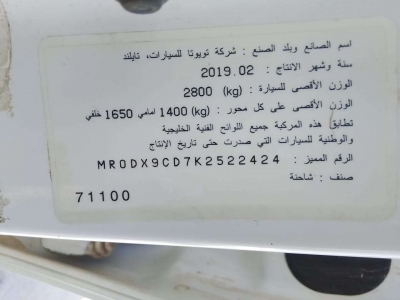 اسم الصانع وبلد الصنع : شركة تويوتا للسيارات، تايلند
سنة وشهر الانتاج : 2019.02
الوزن الأقصى للسيارة : (kg) 2800
الوزن الأقصى على كل محور : (kg) 1400 امامي 1650 خلفي
تطابق هذه المركبة جميع اللوائح الفنية الخليجية
والوطنية للسيارات التي صدرت حتى تاريخ الإنتاج
الرقم المميز : MR0DX9CD7K2522424
صنف : شاحنة
71100